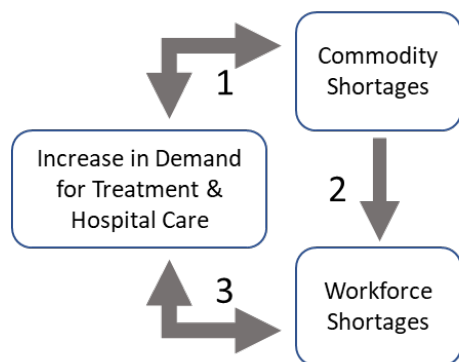 1
Commodity
Shortages
Increase in Demand
for Treatment &
Hospital Care
2
3
Workforce
Shortages